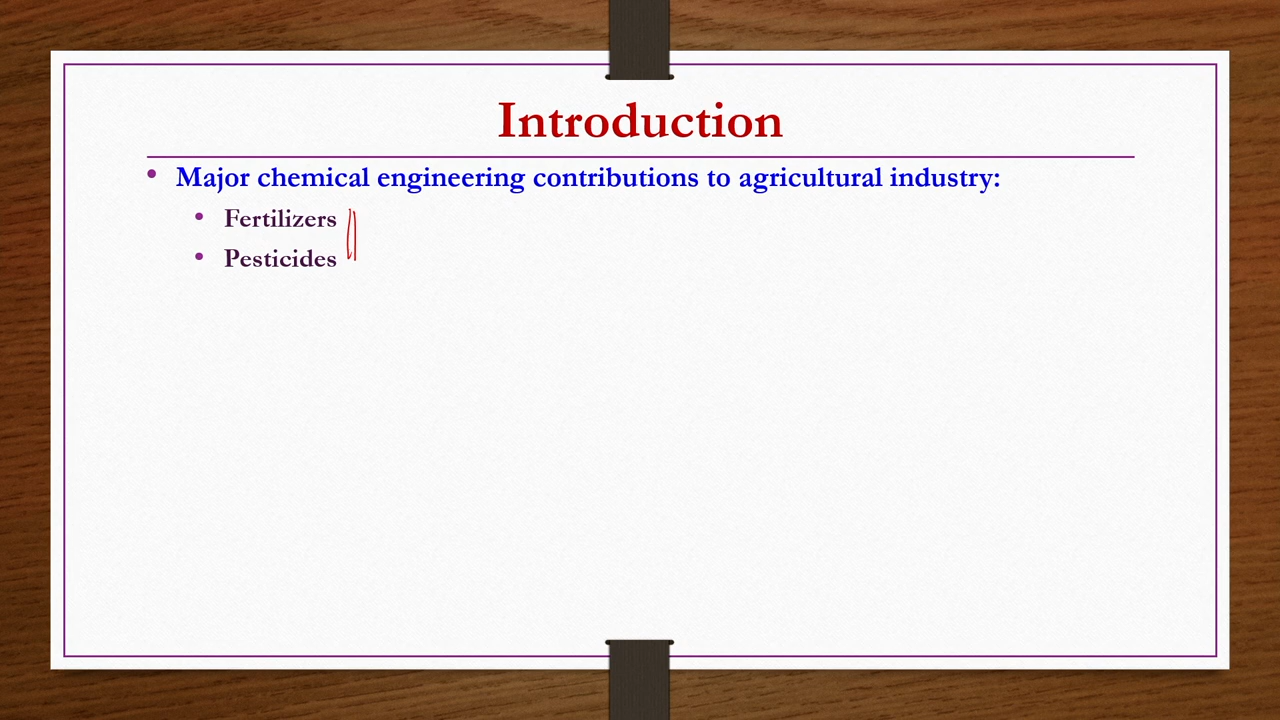 Introduction
• Major chemical engineering contributions to agricultural industry:
• Fertilizers
• Pesticides